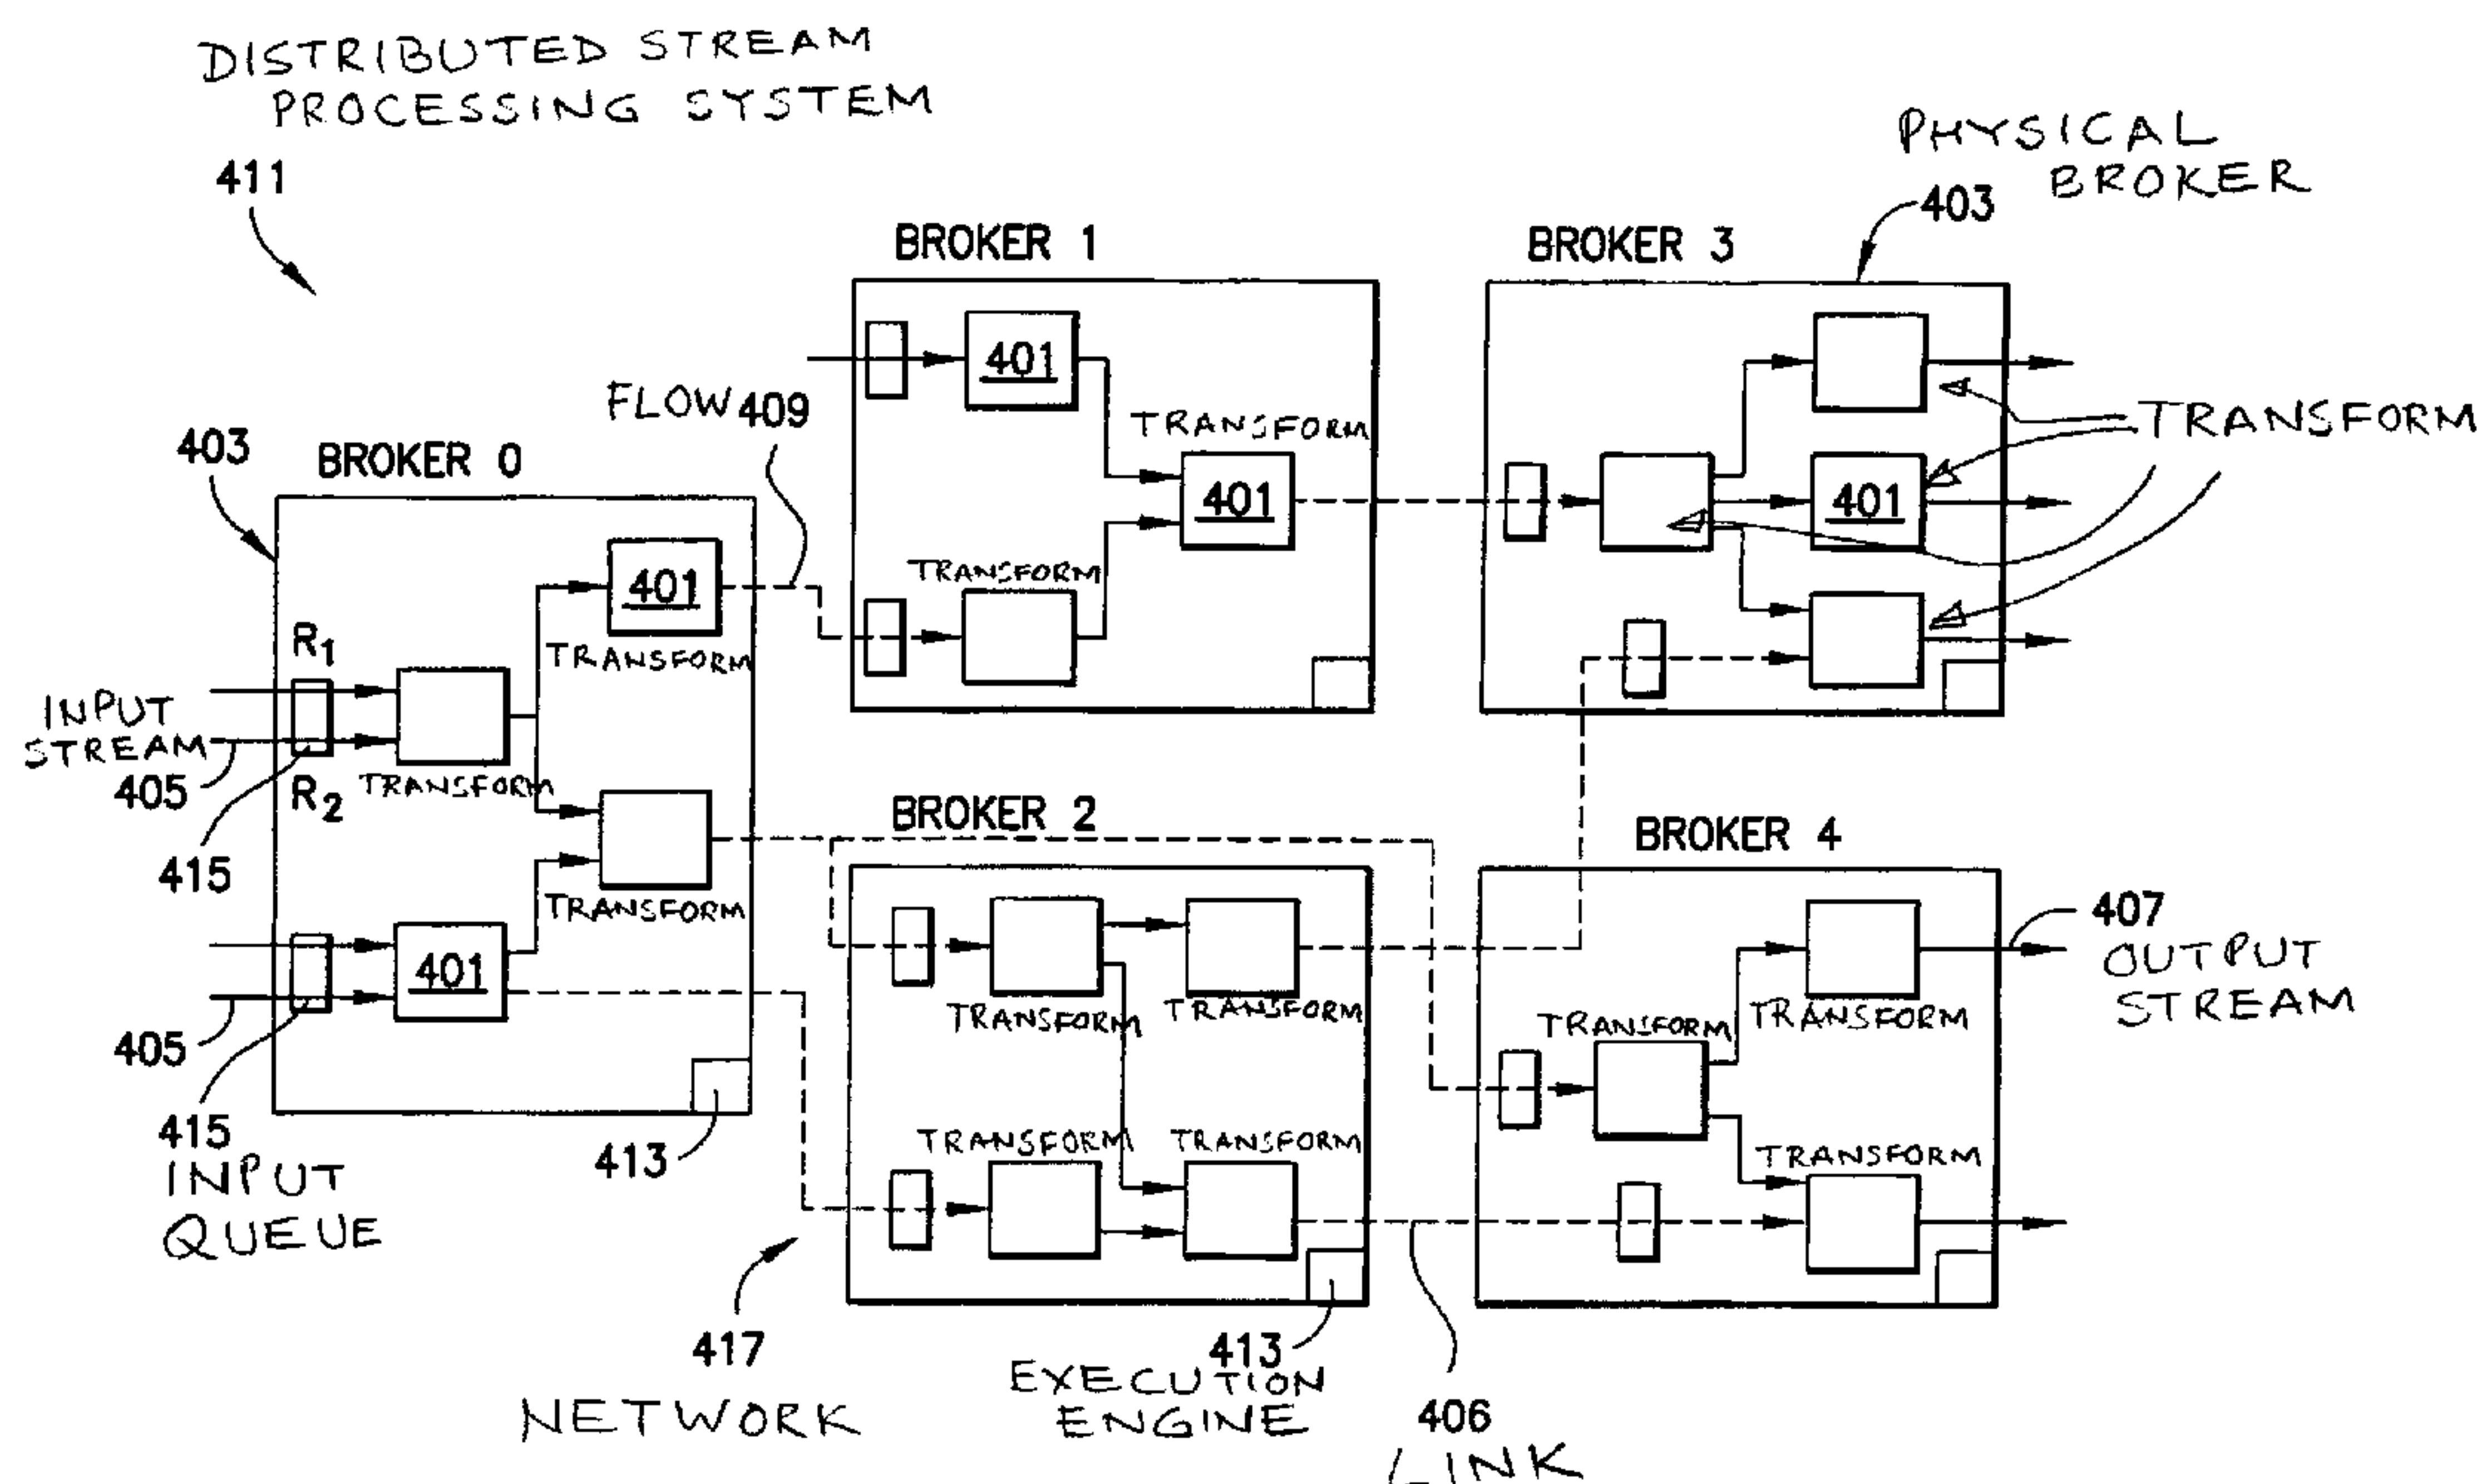 DISTRIBUTED STREAM
PROCESSING SYSTEM
411
PHYSICAL
BROKER
403
BROKER 1
BROKER 3
401
FLOW 409
TRANSFORM
401
TRANSFORM
401
TRANSFORM
403
BROKER 0
401
TRANSFORM
R1
INPUT
STREAM
405
R2
TRANSFORM
415
TRANSFORM
401
405
415
INPUT
QUEUE
413
BROKER 2
TRANSFORM
TRANSFORM
TRANSFORM
TRANSFORM
BROKER 4
407
OUTPUT
STREAM
TRANSFORM
TRANSFORM
TRANSFORM
417
NETWORK
413
EXECUTION
ENGINE
406
LINK